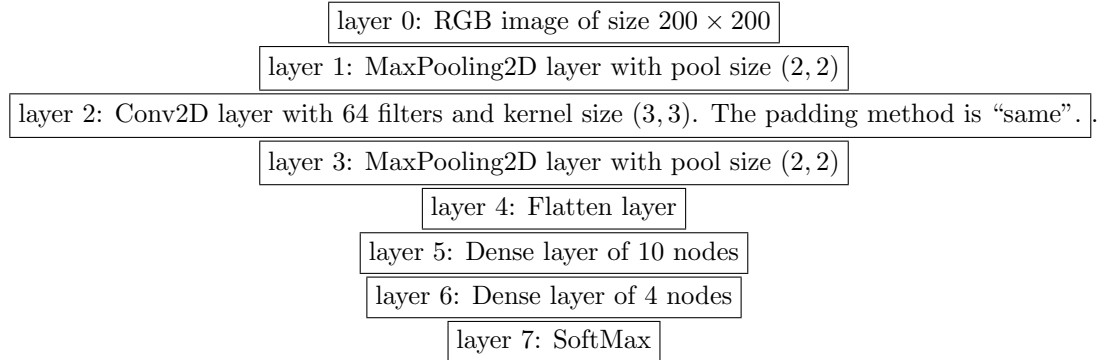 layer 0: RGB image of size 200 × 200
layer 1: MaxPooling2D layer with pool size (2, 2)
layer 2: Conv2D layer with 64 filters and kernel size (3, 3). The padding method is “same”. .
layer 3: MaxPooling2D layer with pool size (2, 2)
layer 4: Flatten layer
layer 5: Dense layer of 10 nodes
layer 6: Dense layer of 4 nodes
layer 7: SoftMax